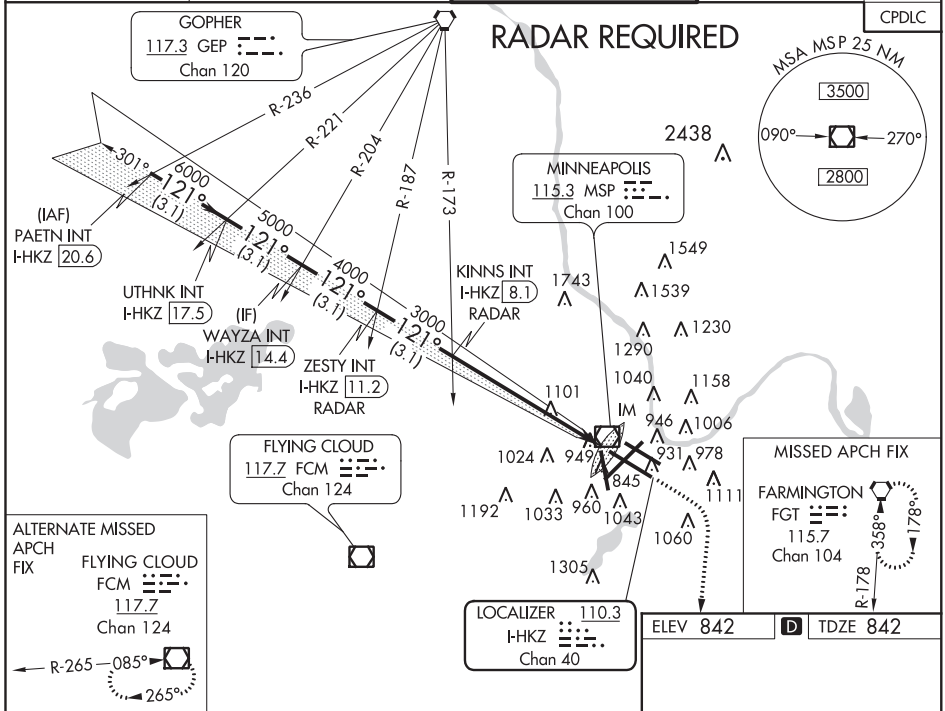 CPDLC
RADAR REQUIRED
GOPHER
117.3 GEP
Chan 120
MSA MSP 25 NM
3500
090°
270°
2800
2438
R-236
R-221
R-204
R-187
R-173
MINNEAPOLIS
115.3 MSP
Chan 100
301°
6000
121°
(3.1)
5000
121°
(3.1)
4000
121°
(3.1)
3000
121°
(3.1)
(IAF)
PAETN INT
I-HKZ 20.6
UTHNK INT
I-HKZ 17.5
(IF)
WAYZA INT
I-HKZ 14.4
ZESTY INT
I-HKZ 11.2
RADAR
KINNS INT
I-HKZ 8.1
RADAR
1549
1743
1539
1290
1230
1040
1158
1101
IM
946
1006
1024
949
931
978
845
1111
1192
1033
960
1043
1060
1305
FLYING CLOUD
117.7 FCM
Chan 124
MISSED APCH FIX
FARMINGTON
FGT
115.7
Chan 104
358°
178°
R-178
ALTERNATE MISSED
APCH
FIX
FLYING CLOUD
FCM
117.7
Chan 124
R-265
085°
265°
LOCALIZER 110.3
I-HKZ
Chan 40
ELEV 842
D
TDZE 842